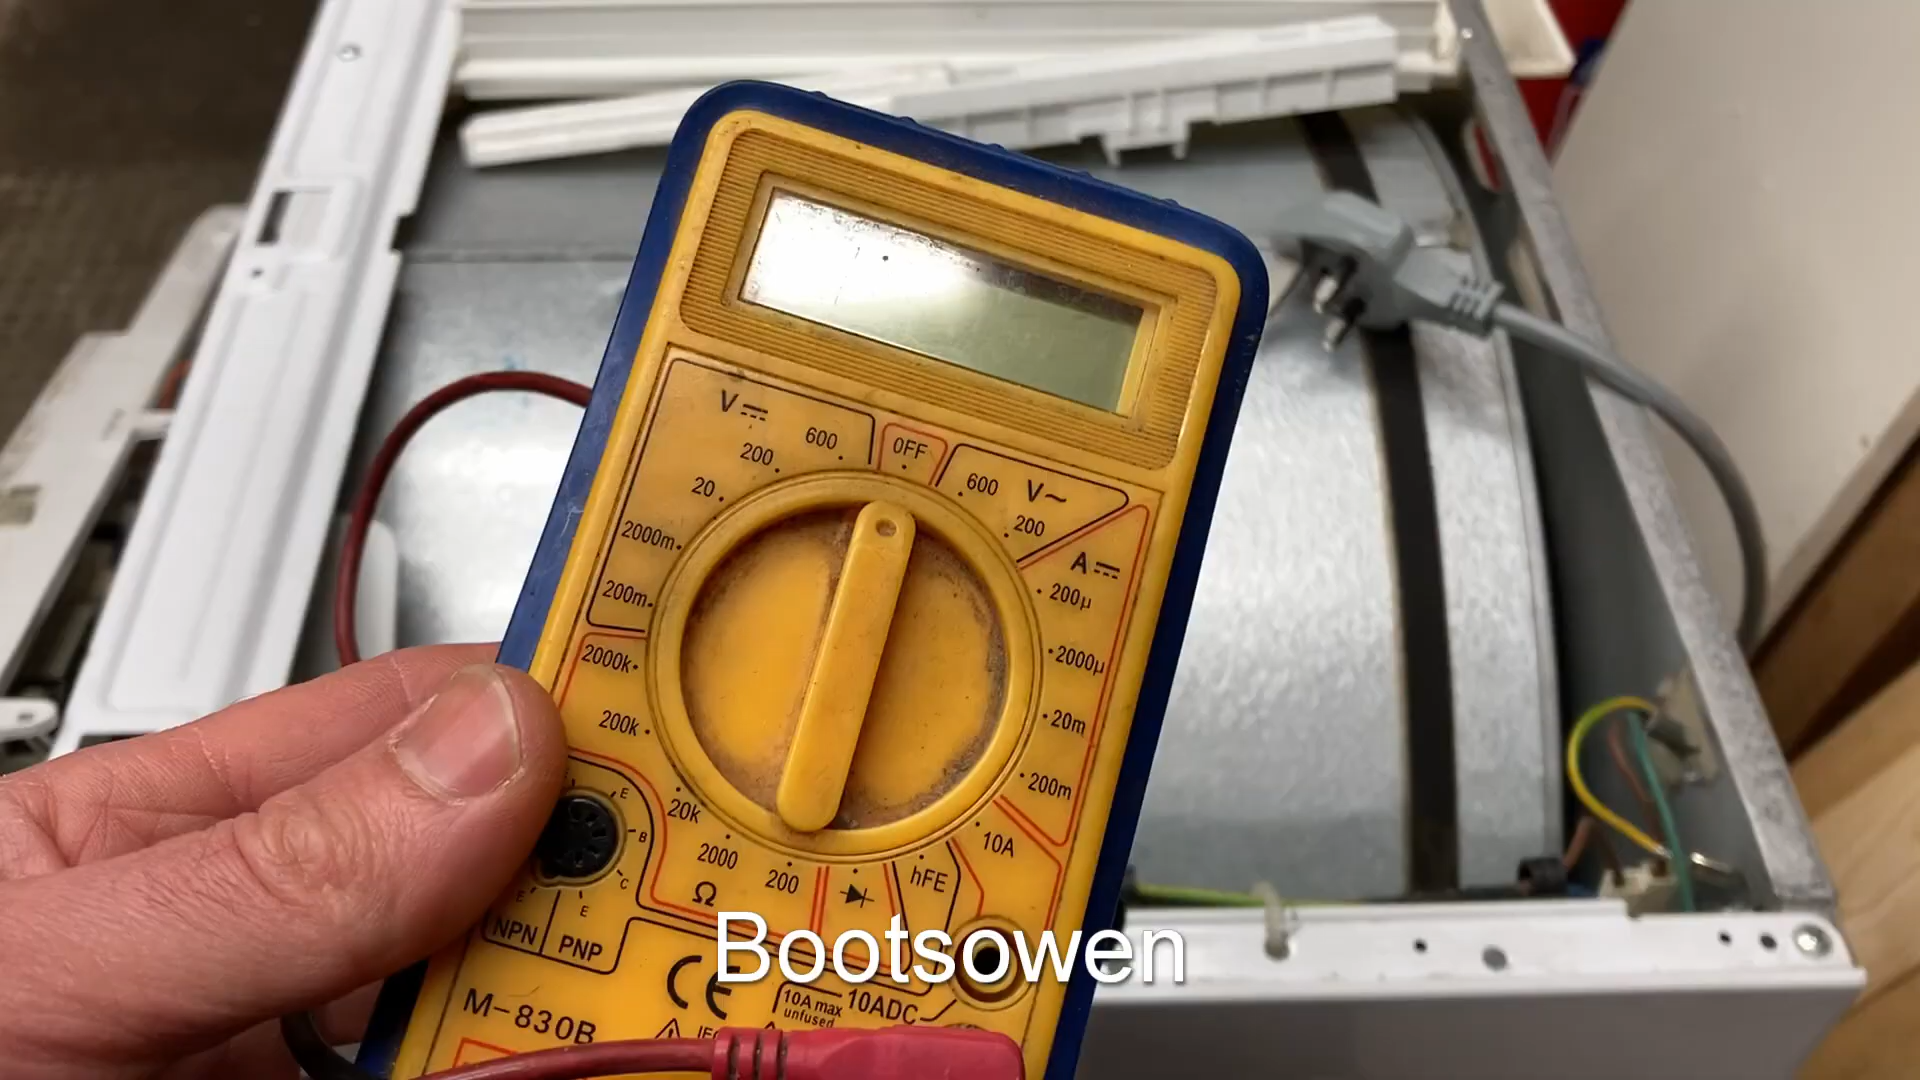 V⎓
600
OFF
600
V~
200
200
20
A⎓
2000m
200µ
200m
2000µ
2000k
20m
200k
200m
20k
10A
2000
200
hFE
Ω
E
B
C
E
E
NPN
PNP
Bootsowen
CE
10A max
unfused
10ADC
M-830B